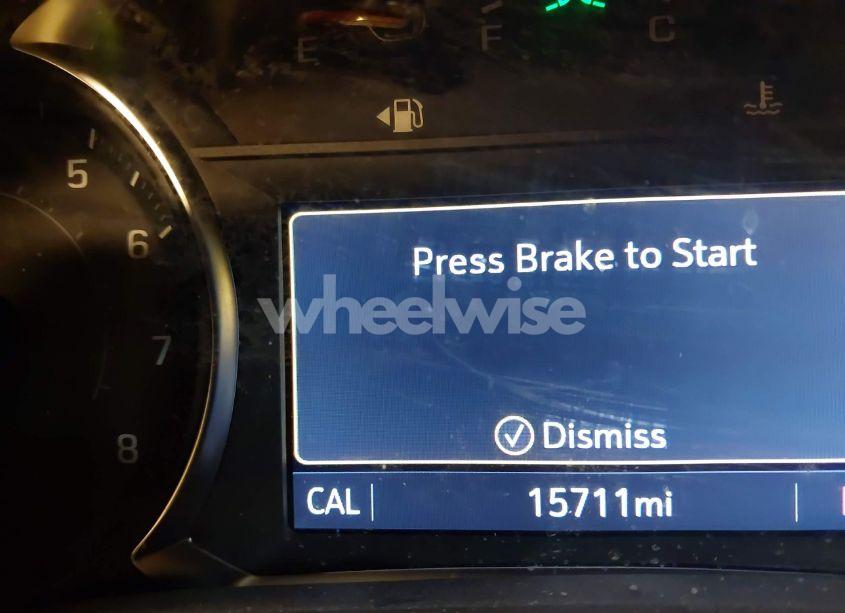 E F C
5
6
7
8
Press Brake to Start
wheelwise
Dismiss
CAL 15711mi